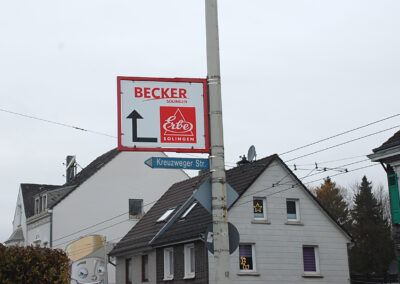 BECKER
SOLINGEN
Erbe
SOLINGEN
Kreuzweger Str.